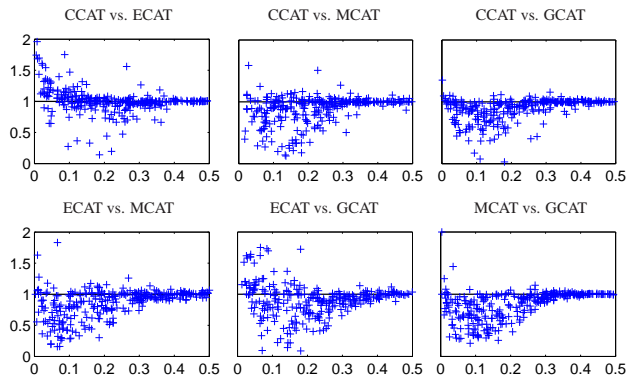 CCAT vs. ECAT
CCAT vs. MCAT
CCAT vs. GCAT
2
1.5
1
0.5
0
0 0.1 0.2 0.3 0.4 0.5
0 0.1 0.2 0.3 0.4 0.5
0 0.1 0.2 0.3 0.4 0.5
ECAT vs. MCAT
ECAT vs. GCAT
MCAT vs. GCAT
2
1.5
1
0.5
0
0 0.1 0.2 0.3 0.4 0.5
0 0.1 0.2 0.3 0.4 0.5
0 0.1 0.2 0.3 0.4 0.5